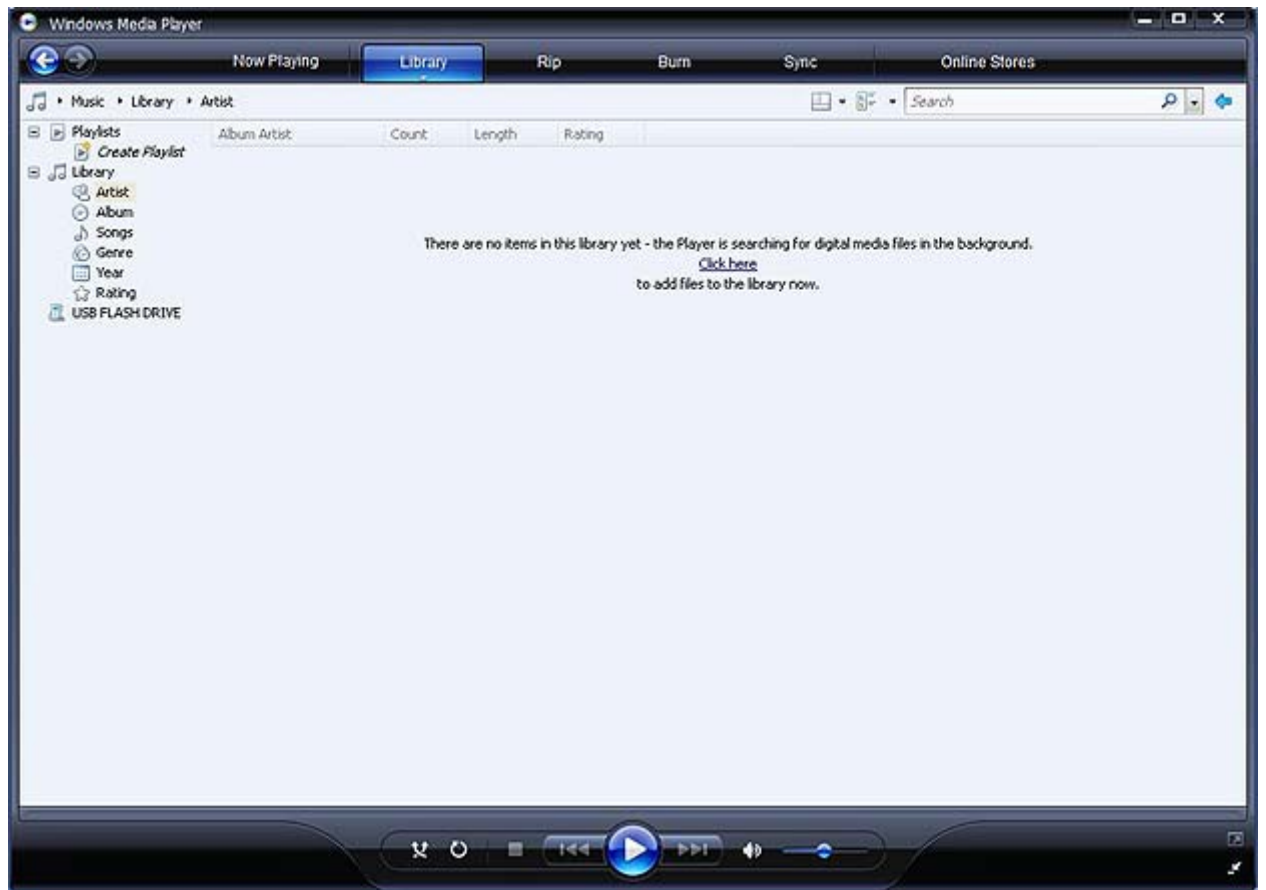 Windows Media Player
Now Playing Library Rip Burn Sync Online Stores
Music Library Artist Search
Playlists Album Artist Count Length Rating
Create Playlist
Library
Artist
Album
Songs
Genre
Year
Rating
USB FLASH DRIVE
There are no items in this library yet - the Player is searching for digital media files in the background.
Click here
to add files to the library now.